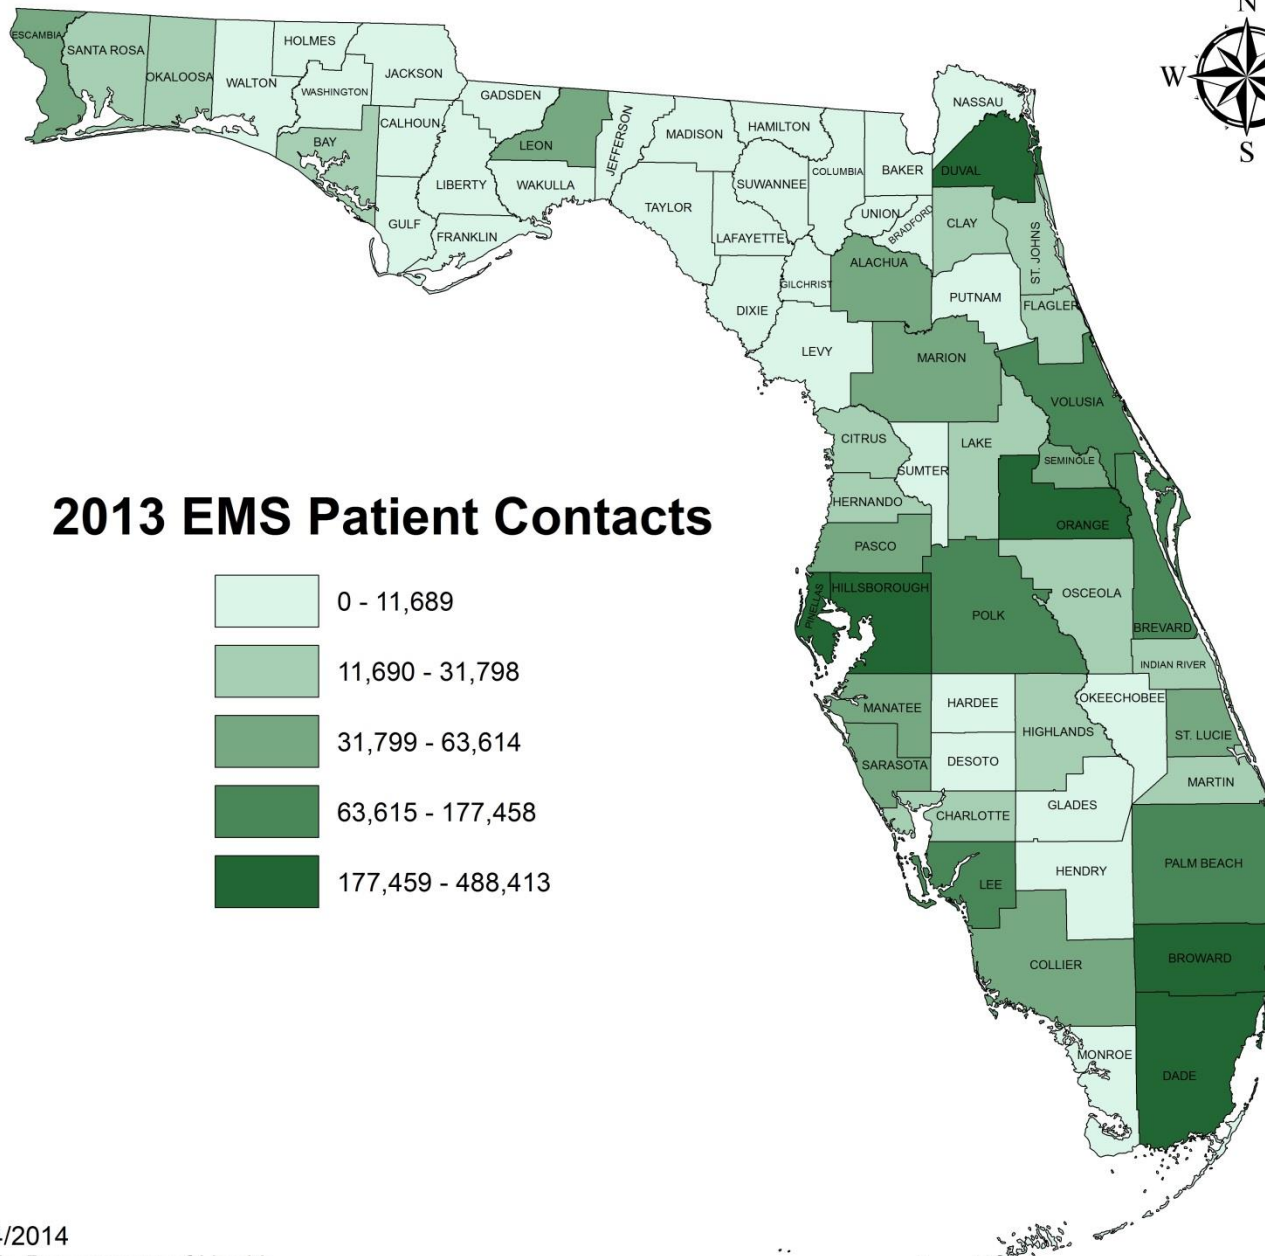 N
W
S
ESCAMBIA
SANTA ROSA
OKALOOSA
WALTON
HOLMES
WASHINGTON
JACKSON
BAY
CALHOUN
GADSDEN
LEON
LIBERTY
WAKULLA
GULF
FRANKLIN
JEFFERSON
MADISON
HAMILTON
TAYLOR
SUWANNEE
LAFAYETTE
COLUMBIA
BAKER
NASSAU
DUVAL
UNION
BRADFORD
CLAY
ST. JOHNS
ALACHUA
GILCHRIST
DIXIE
PUTNAM
FLAGLER
LEVY
MARION
VOLUSIA
CITRUS
SUMTER
LAKE
SEMINOLE
HERNANDO
ORANGE
PASCO
PINELLAS
HILLSBOROUGH
POLK
OSCEOLA
BREVARD
INDIAN RIVER
MANATEE
HARDEE
HIGHLANDS
OKEECHOBEE
ST. LUCIE
SARASOTA
DESOTO
MARTIN
CHARLOTTE
GLADES
LEE
HENDRY
PALM BEACH
COLLIER
BROWARD
MONROE
DADE
2013 EMS Patient Contacts
0 - 11,689
11,690 - 31,798
31,799 - 63,614
63,615 - 177,458
177,459 - 488,413
/2014